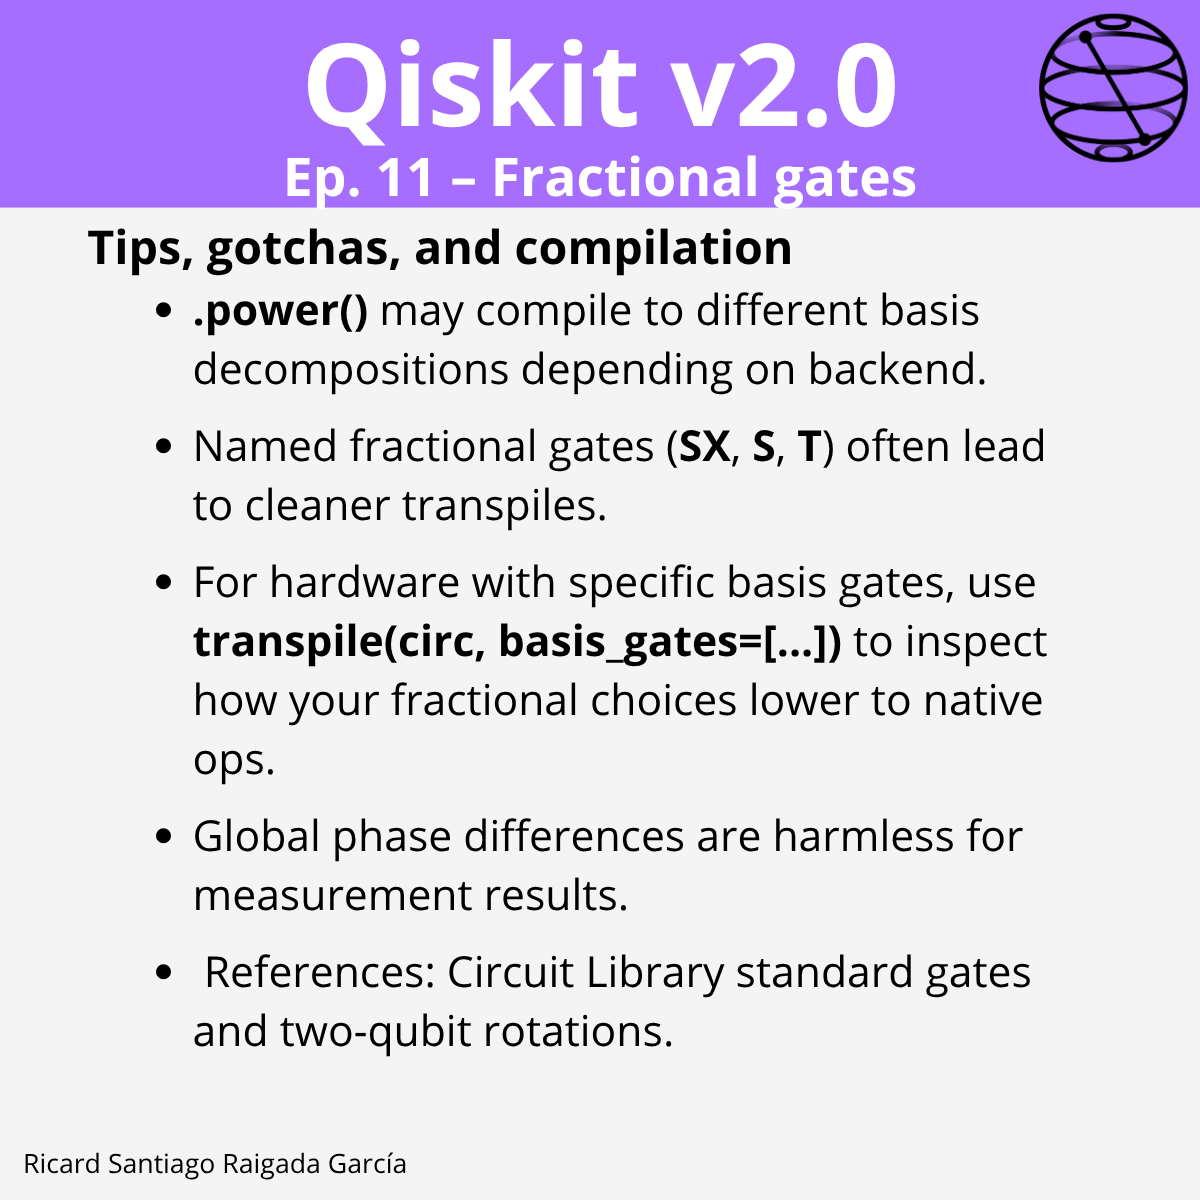 Qiskit v2.0
Ep. 11 – Fractional gates
Tips, gotchas, and compilation
• .power() may compile to different basis
decompositions depending on backend.
• Named fractional gates (SX, S, T) often lead
to cleaner transpiles.
• For hardware with specific basis gates, use
transpile(circ, basis_gates=[...]) to inspect
how your fractional choices lower to native
ops.
• Global phase differences are harmless for
measurement results.
• References: Circuit Library standard gates
and two-qubit rotations.
Ricard Santiago Raigada García